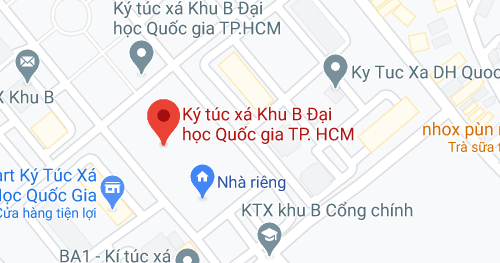 Ký túc xá Khu B Đại
học Quốc gia TP.HCM
X Khu B
Ky Tuc Xa DH Quoc
Ký túc xá Khu B Đại
học Quốc gia TP. HCM
nhox pùn
Trà sữa
art Ký Túc Xá
Học Quốc Gia
Cửa hàng tiện lợi
Nhà riêng
KTX khu B Cổng chính
BA1 - Kí túc xá